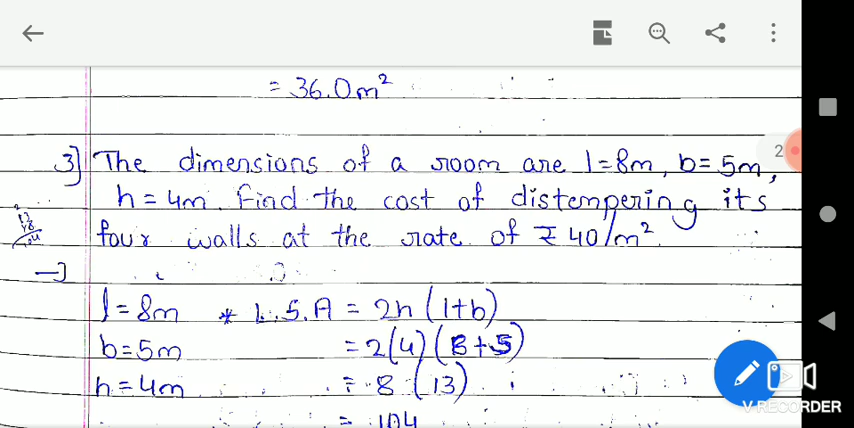 = 36.0m²
3] The dimensions of a room are l=8m, b=5m,
h=4m. Find the cost of distempering its
four walls at the rate of ₹40/m².
l=8m * L.S.A = 2h(l+b)
b=5m = 2(4)(8+5)
h=4m = 8(13)
= 104
2
V-RECORDER